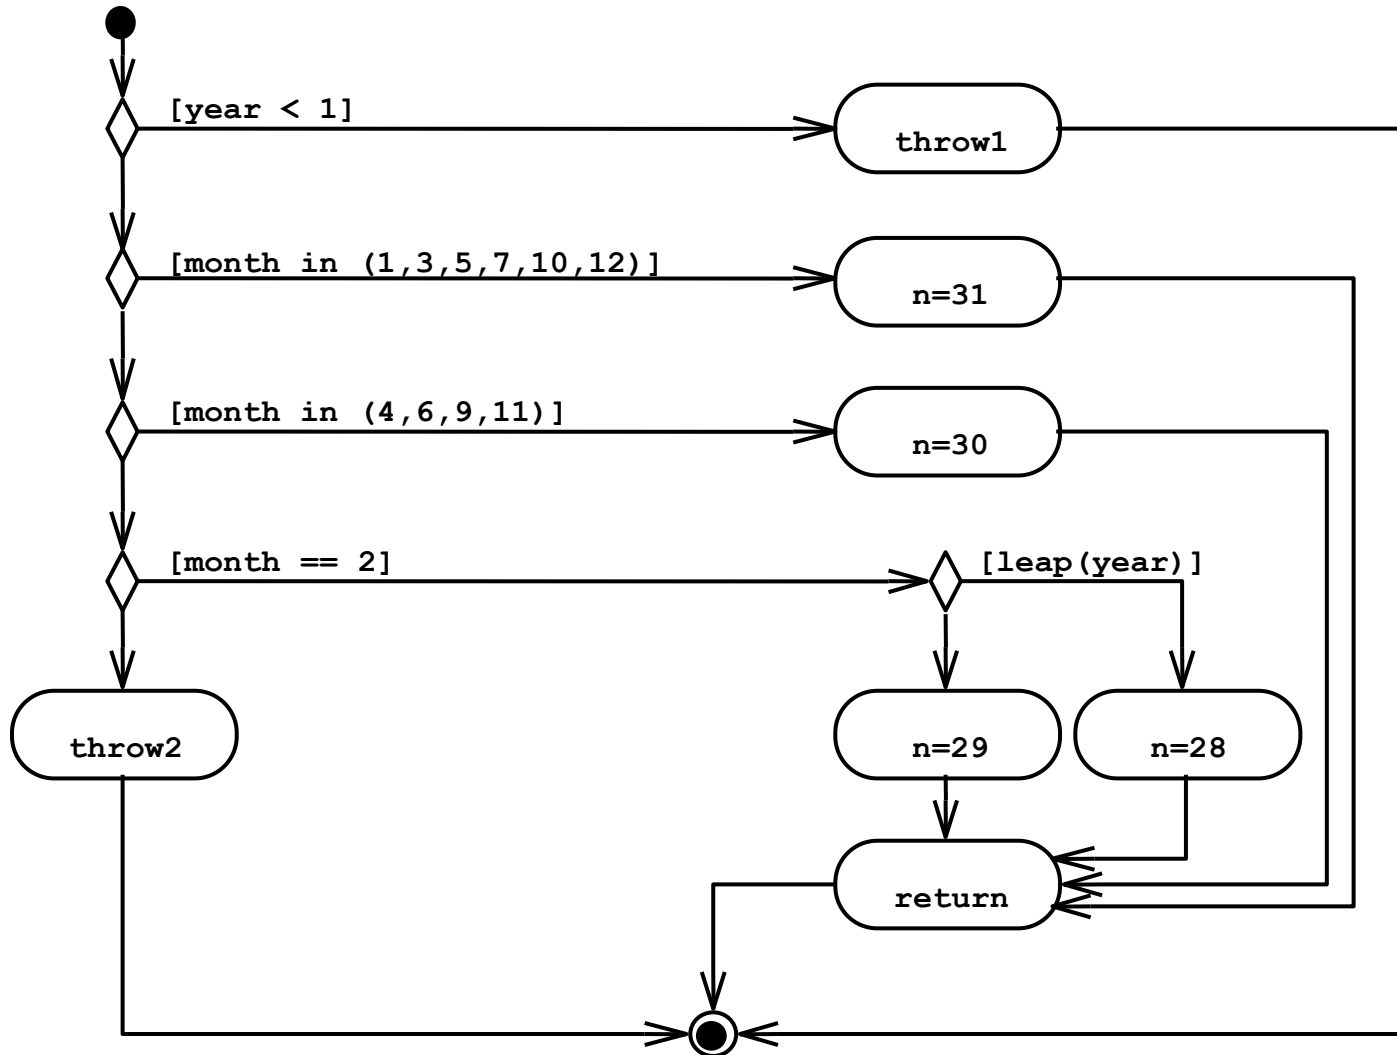 [year < 1]
throw1
[month in (1,3,5,7,10,12)]
n=31
[month in (4,6,9,11)]
n=30
[month == 2]
[leap(year)]
throw2
n=29
n=28
return